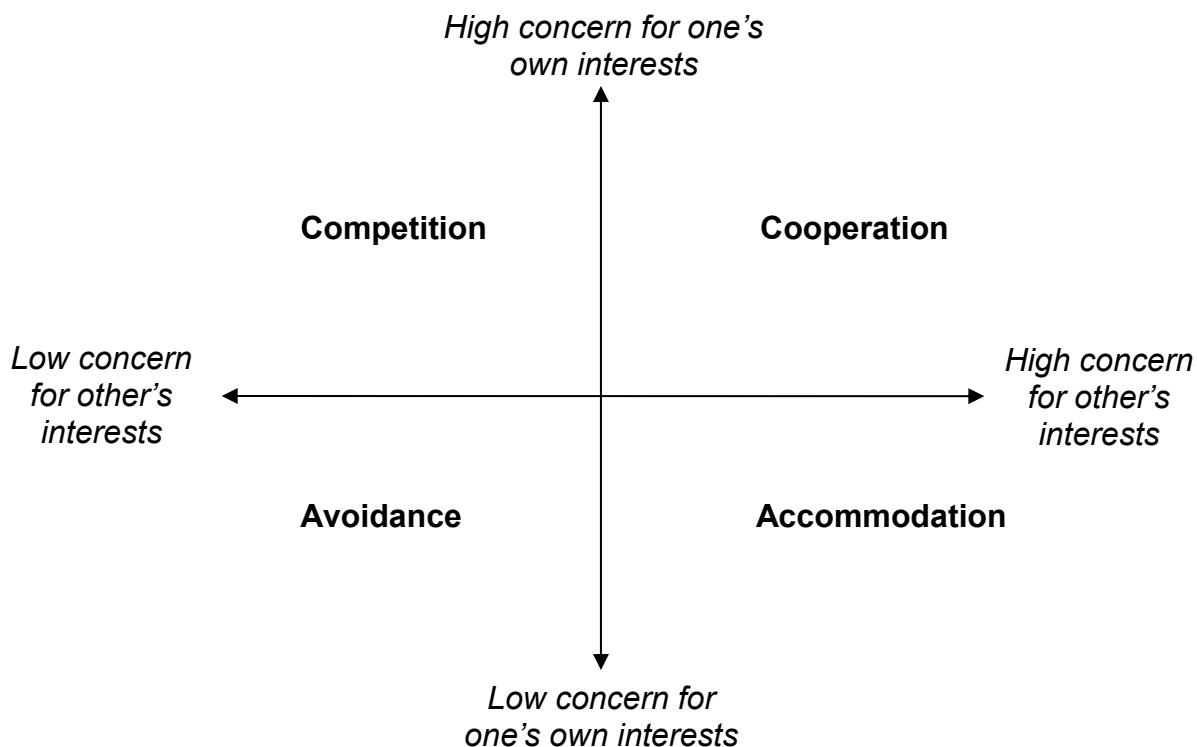 High concern for one’s
own interests
Competition
Cooperation
Low concern
for other’s
interests
High concern
for other’s
interests
Avoidance
Accommodation
Low concern for
one’s own interests